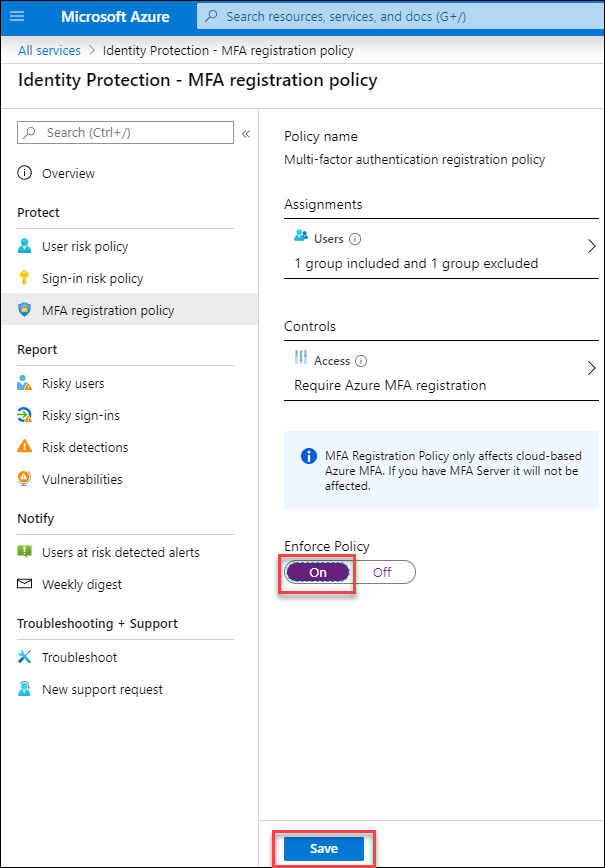 Microsoft Azure
Search resources, services, and docs (G+/)
All services > Identity Protection - MFA registration policy
Identity Protection - MFA registration policy
Search (Ctrl+/)
«
Overview
Protect
User risk policy
Sign-in risk policy
MFA registration policy
Report
Risky users
Risky sign-ins
Risk detections
Vulnerabilities
Notify
Users at risk detected alerts
Weekly digest
Troubleshooting + Support
Troubleshoot
New support request
Policy name
Multi-factor authentication registration policy
Assignments
Users
1 group included and 1 group excluded
Controls
Access
Require Azure MFA registration
MFA Registration Policy only affects cloud-based
Azure MFA. If you have MFA Server it will not be
affected.
Enforce Policy
On Off
Save